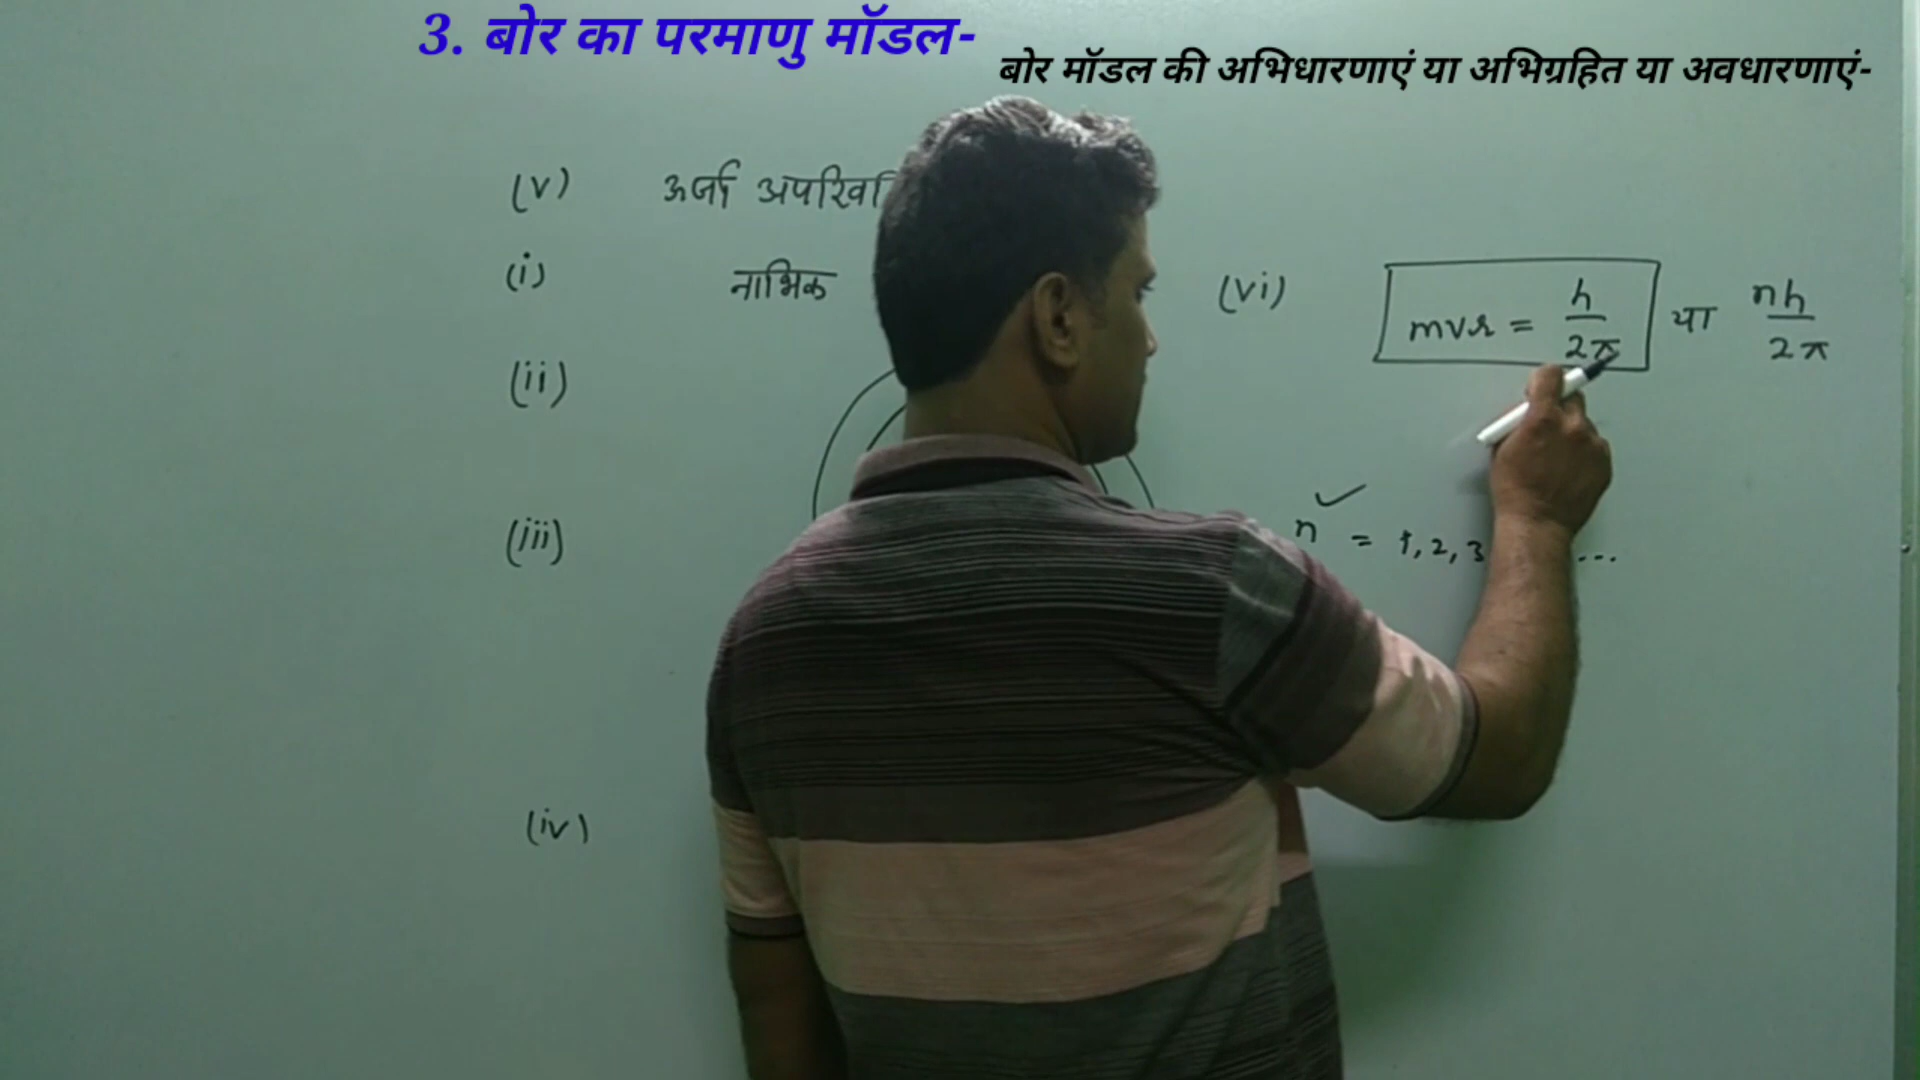 3. बोर का परमाणु मॉडल-
बोर मॉडल की अभिधारणाएं या अभिग्रहित या अवधारणाएं-
(v) ऊर्जा
(i) नाभिक
(ii)
(iii)
(iv)
(vi) mvr = h/2π या nh/2π
n = 1, 2, 3 ...